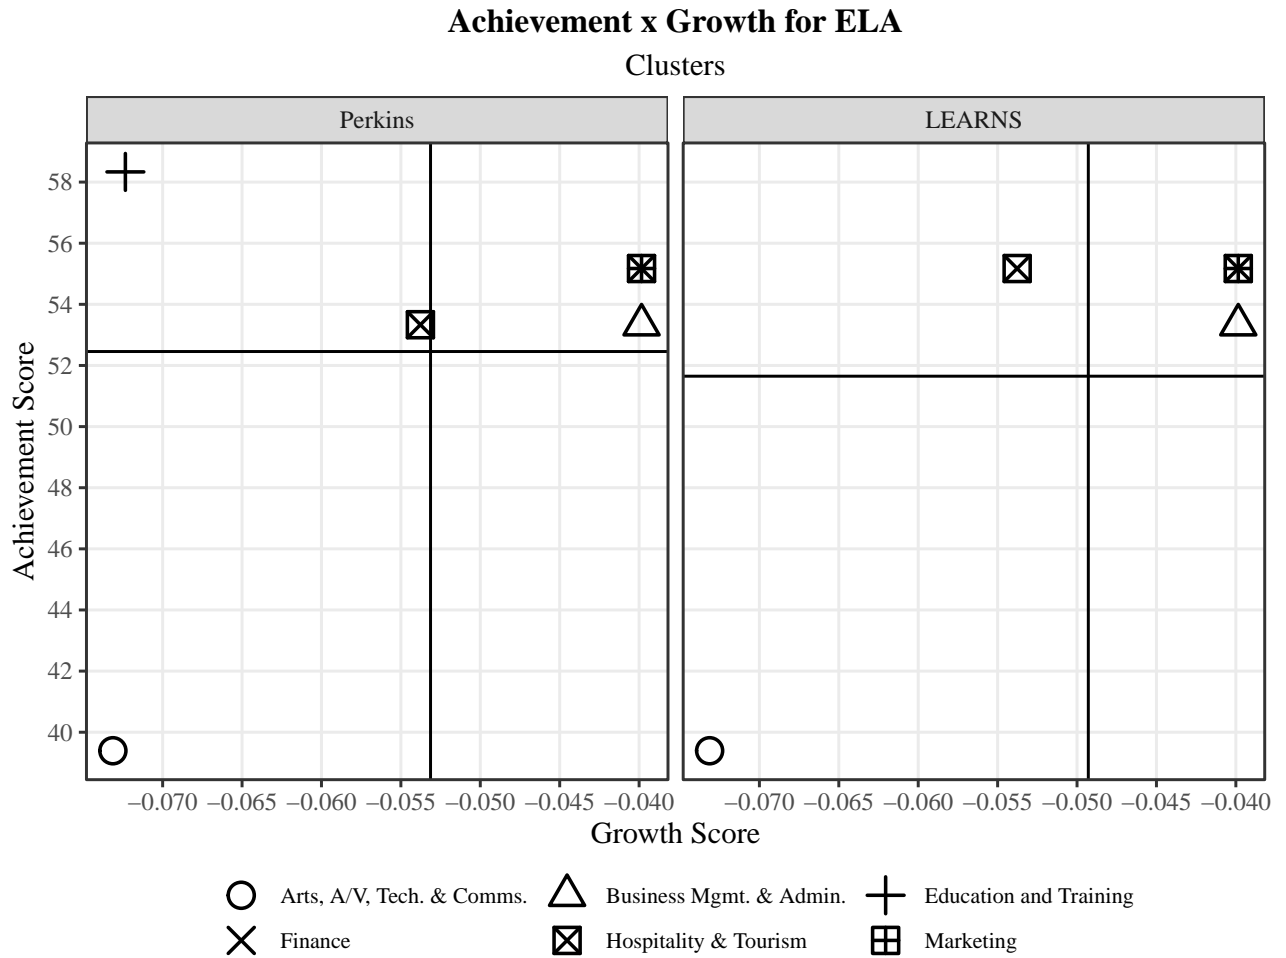 Achievement x Growth for ELA
Clusters
Perkins LEARNS
Achievement Score
58
56
54
52
50
48
46
44
42
40
−0.070 −0.065 −0.060 −0.055 −0.050 −0.045 −0.040 −0.070 −0.065 −0.060 −0.055 −0.050 −0.045 −0.040
Growth Score
Arts, A/V, Tech. & Comms. Business Mgmt. & Admin. Education and Training
Finance Hospitality & Tourism Marketing